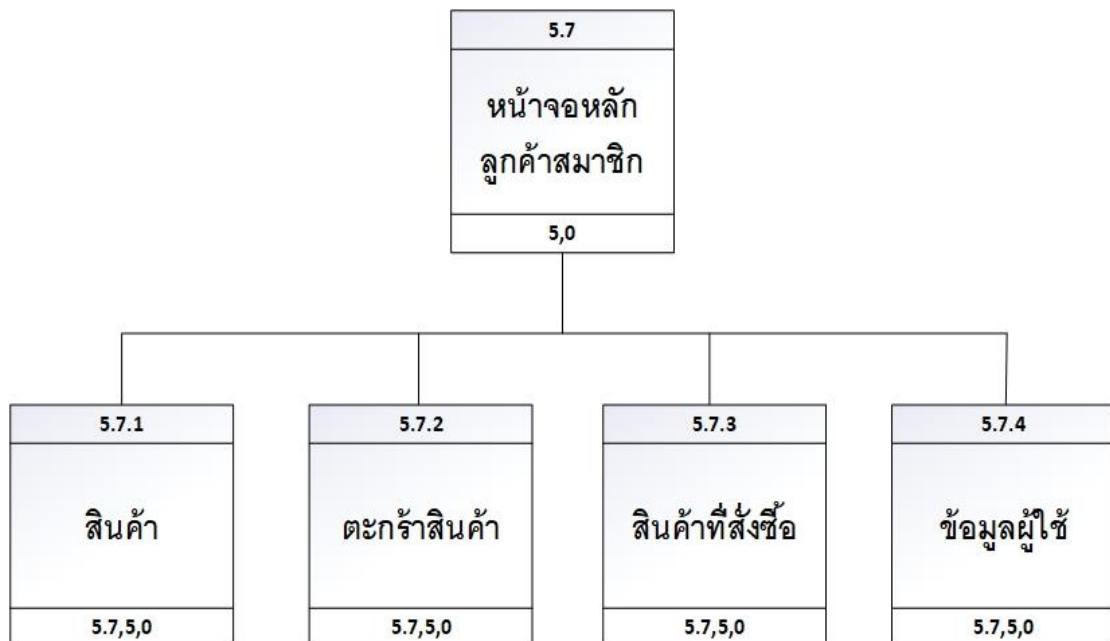 5.7
หน้าจอหลัก
ลูกค้าสมาชิก
5,0
5.7.1
สินค้า
5.7,5,0
5.7.2
ตะกร้าสินค้า
5.7,5,0
5.7.3
สินค้าที่สั่งซื้อ
5.7,5,0
5.7.4
ข้อมูลผู้ใช้
5.7,5,0